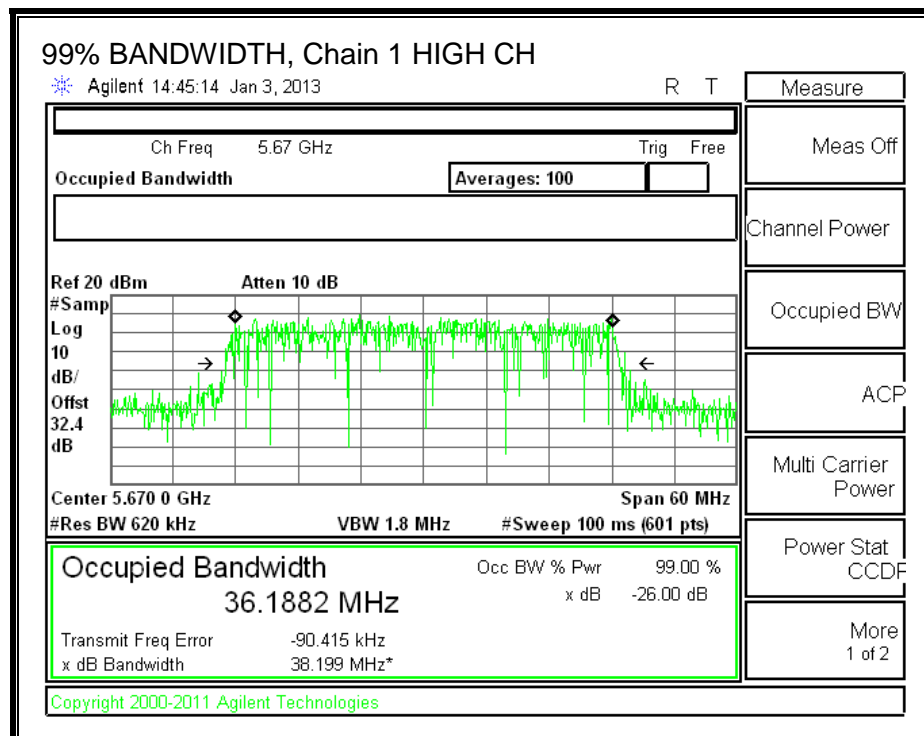 99% BANDWIDTH, Chain 1 HIGH CH
Agilent 14:45:14 Jan 3, 2013 R T
Measure
Ch Freq 5.67 GHz Trig Free
Occupied Bandwidth Averages: 100
Ref 20 dBm Atten 10 dB
#Samp
Log
10
dB/
Offst
32.4
dB
Center 5.670 0 GHz Span 60 MHz
#Res BW 620 kHz VBW 1.8 MHz #Sweep 100 ms (601 pts)
Occupied Bandwidth Occ BW % Pwr 99.00 %
36.1882 MHz x dB -26.00 dB
Transmit Freq Error -90.415 kHz
x dB Bandwidth 38.199 MHz*
Copyright 2000-2011 Agilent Technologies
Meas Off
Channel Power
Occupied BW
ACP
Multi Carrier
Power
Power Stat
CCDF
More
1 of 2